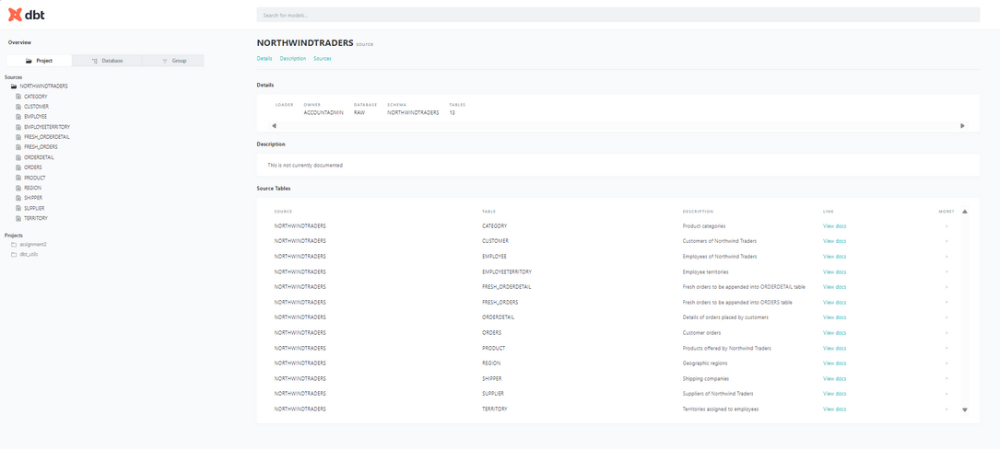 dbt
Search for models...
Overview
Project Database Group
Sources
NORTHWINDTRADERS
CATEGORY
CUSTOMER
EMPLOYEE
EMPLOYEETERRITORY
FRESH_ORDERDETAIL
FRESH_ORDERS
ORDERDETAIL
ORDERS
PRODUCT
REGION
SHIPPER
SUPPLIER
TERRITORY
Projects
assignment2
dbt_utils
NORTHWINDTRADERS SOURCE
Details Description Sources
Details
LOADER OWNER DATABASE SCHEMA TABLES
ACCOUNTADMIN RAW NORTHWINDTRADERS 13
Description
This is not currently documented
Source Tables
SOURCE TABLE DESCRIPTION LINK MORE?
NORTHWINDTRADERS CATEGORY Product categories View docs ›
NORTHWINDTRADERS CUSTOMER Customers of Northwind Traders View docs ›
NORTHWINDTRADERS EMPLOYEE Employees of Northwind Traders View docs ›
NORTHWINDTRADERS EMPLOYEETERRITORY Employee territories View docs ›
NORTHWINDTRADERS FRESH_ORDERDETAIL Fresh orders to be appended into ORDERDETAIL table View docs ›
NORTHWINDTRADERS FRESH_ORDERS Fresh orders to be appended into ORDERS table View docs ›
NORTHWINDTRADERS ORDERDETAIL Details of orders placed by customers View docs ›
NORTHWINDTRADERS ORDERS Customer orders View docs ›
NORTHWINDTRADERS PRODUCT Products offered by Northwind Traders View docs ›
NORTHWINDTRADERS REGION Geographic regions View docs ›
NORTHWINDTRADERS SHIPPER Shipping companies View docs ›
NORTHWINDTRADERS SUPPLIER Suppliers of Northwind Traders View docs ›
NORTHWINDTRADERS TERRITORY Territories assigned to employees View docs ›